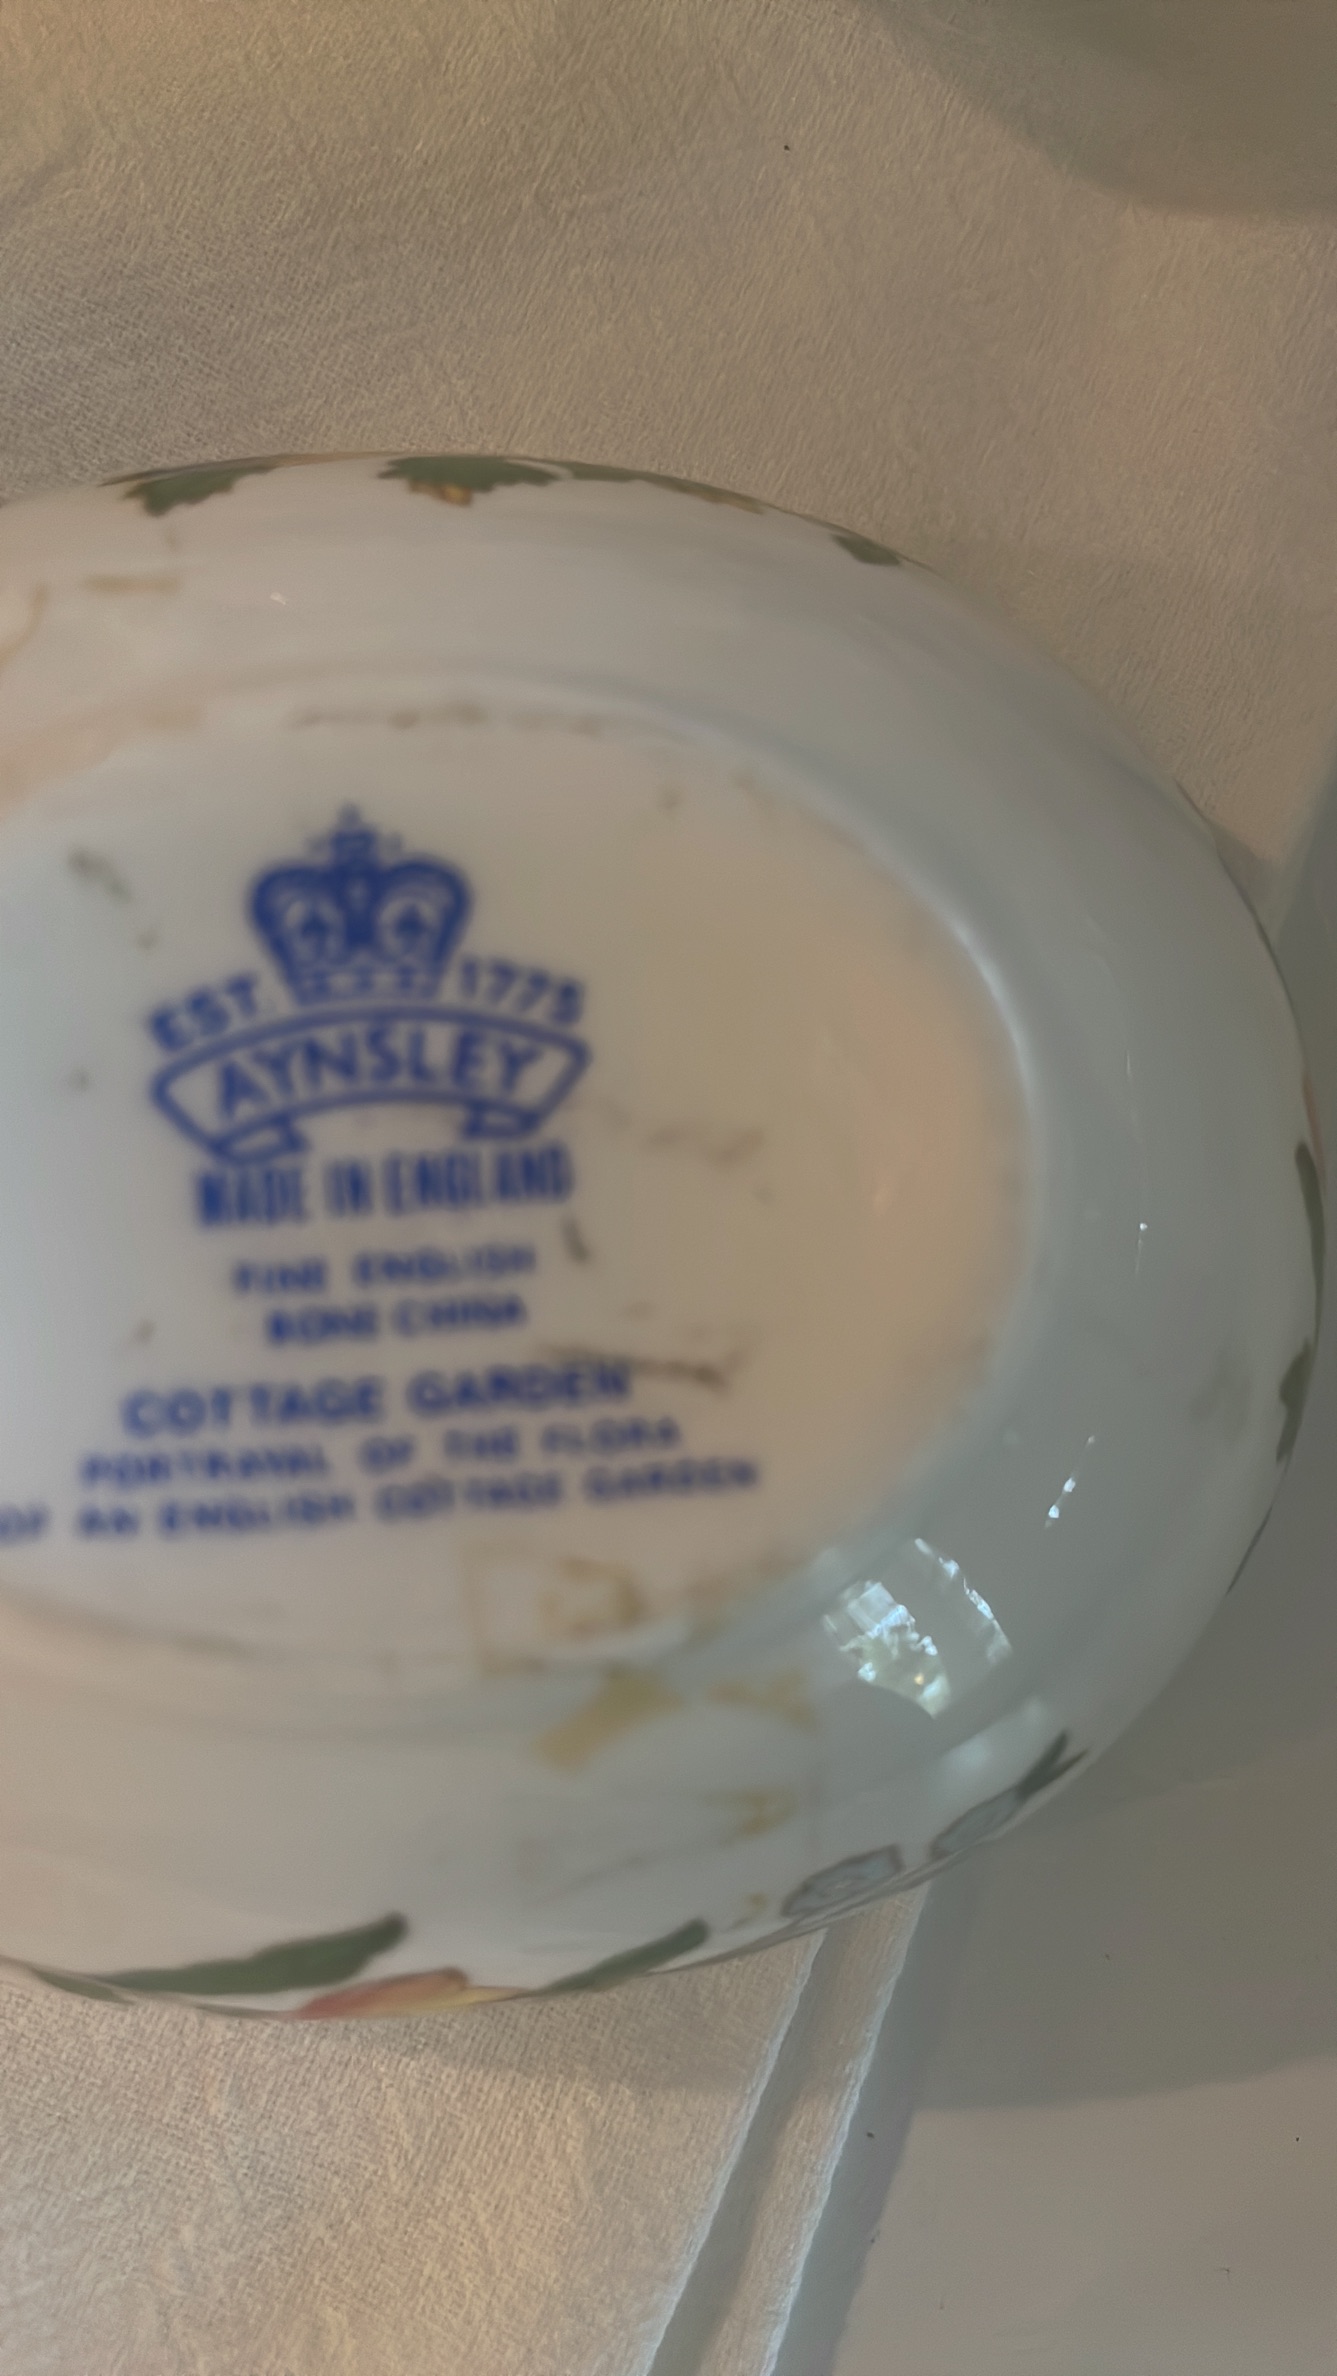 EST. 1775
AYNSLEY
MADE IN ENGLAND
FINE ENGLISH
BONE CHINA
COTTAGE GARDEN
PORTRAYAL OF THE FLORA
OF AN ENGLISH COTTAGE GARDEN